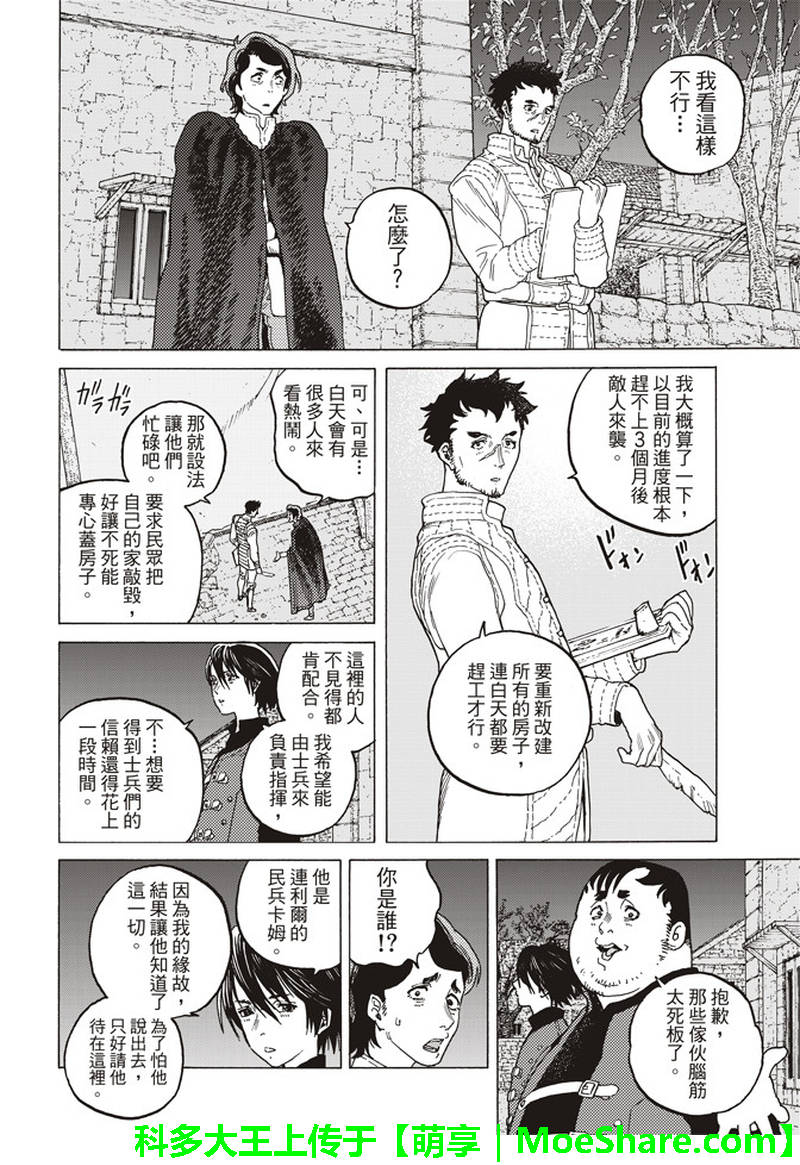 我看這樣
不行…
怎麼了？
我大概算了一下，
以目前的進度根本
趕不上3個月後
敵人來襲。
ドォン
ドォン
要重新改建
所有的房子，
連白天都要
趕工才行。
可、可是…
白天會有
很多人來
看熱鬧。
那就設法
讓他們
忙碌吧。
要求民眾把
自己的家敲毀，
好讓不死能
專心蓋房子。
ガラガラ
這裡的人
不見得都
肯配合。
我希望能
由士兵來
負責指揮，
不…想要
得到士兵們的
信賴還得花上
一段時間。
抱歉，
那些傢伙腦筋
太死板了。
你是誰!?
他是
連利爾的
民兵卡姆。
因為我的緣故，
結果讓他知道了
這一切。
為了怕他
說出去，
只好請他
待在這裡。
科多大王上传于【萌享|MoeShare.com】